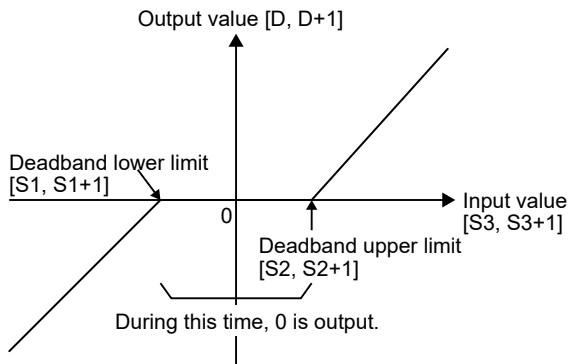 Output value [D, D+1]
Deadband lower limit
[S1, S1+1]
0
Input value
[S3, S3+1]
Deadband upper limit
[S2, S2+1]
During this time, 0 is output.